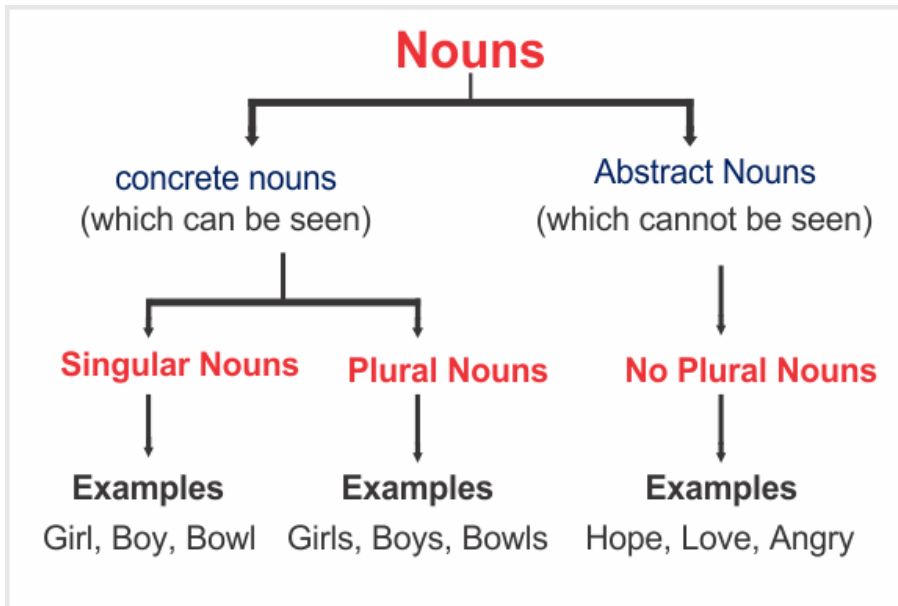 Nouns
concrete nouns
(which can be seen)
Abstract Nouns
(which cannot be seen)
Singular Nouns
Plural Nouns
No Plural Nouns
Examples
Girl, Boy, Bowl
Examples
Girls, Boys, Bowls
Examples
Hope, Love, Angry